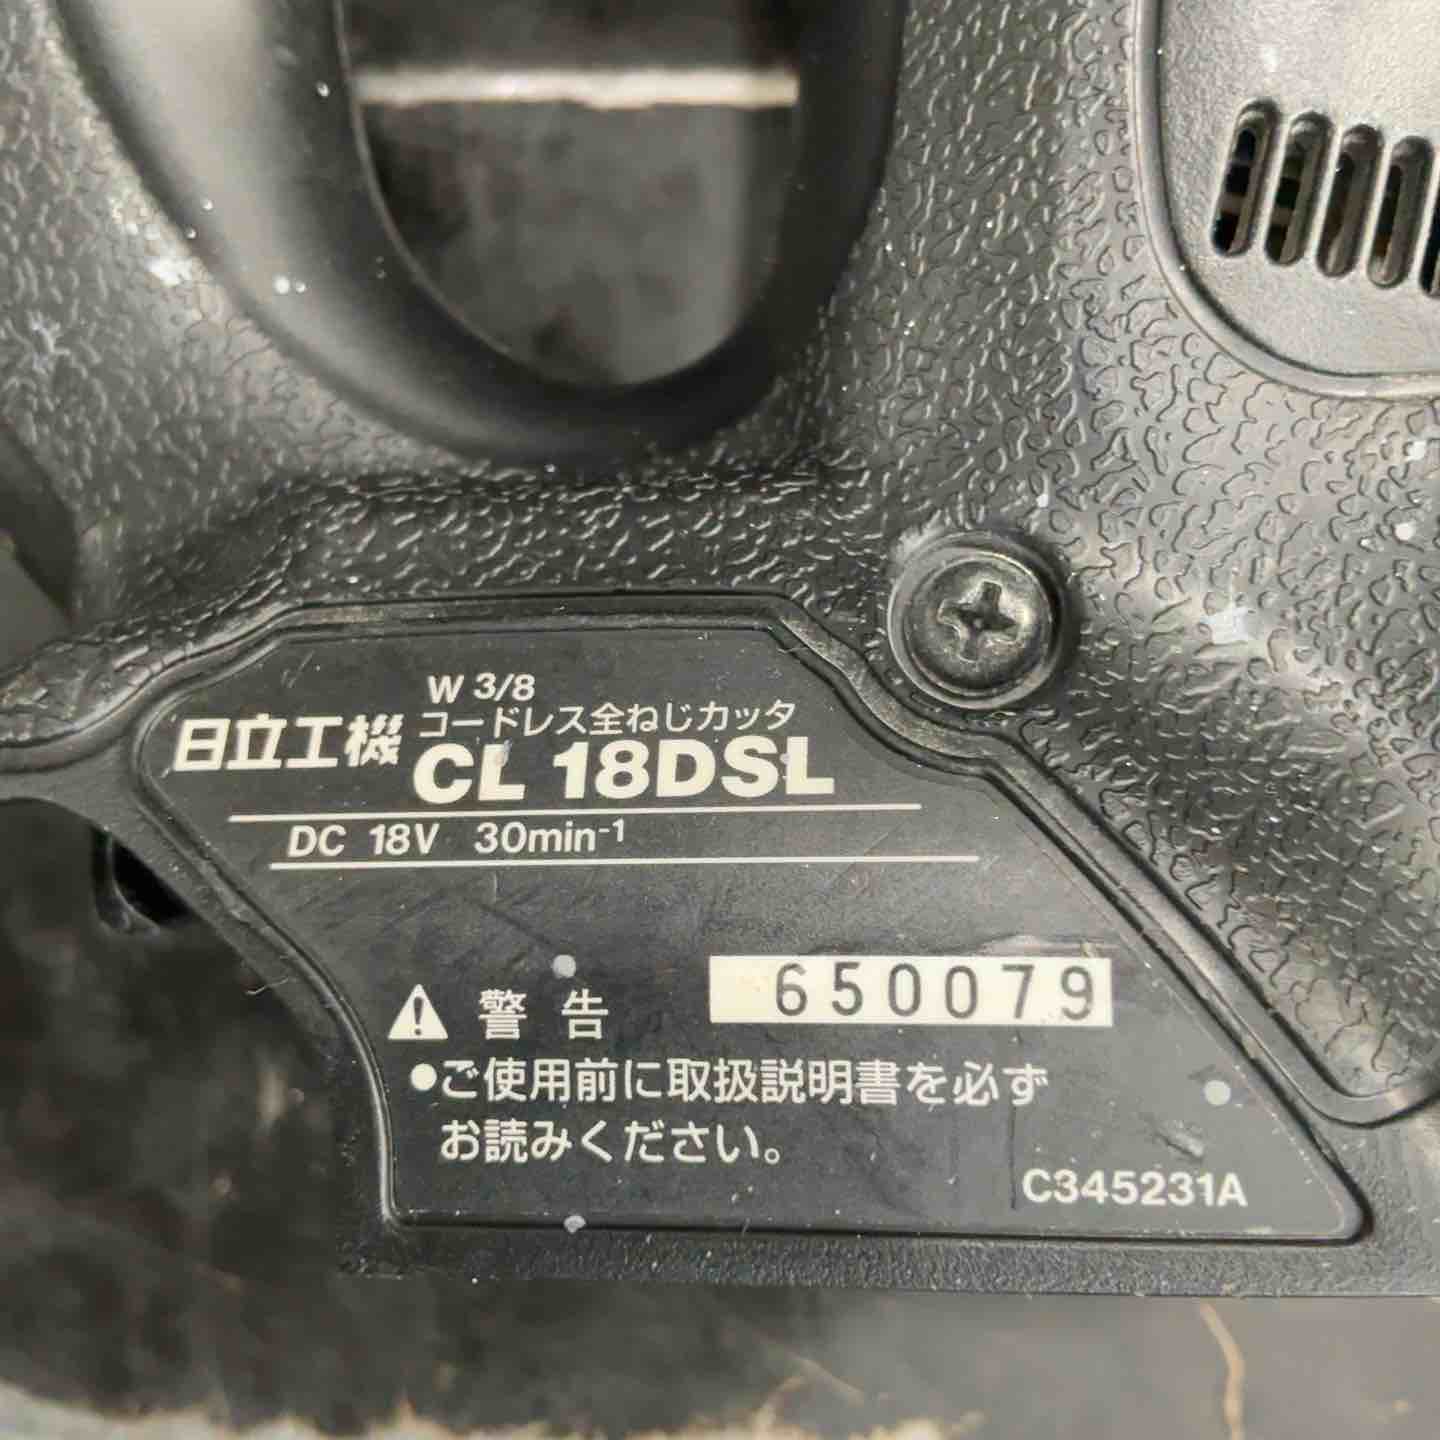 W 3/8
コードレス全ねじカッタ
日立工機 CL 18DSL
DC 18V 30min⁻¹
650079
警告
●ご使用前に取扱説明書を必ず
お読みください。
C345231A